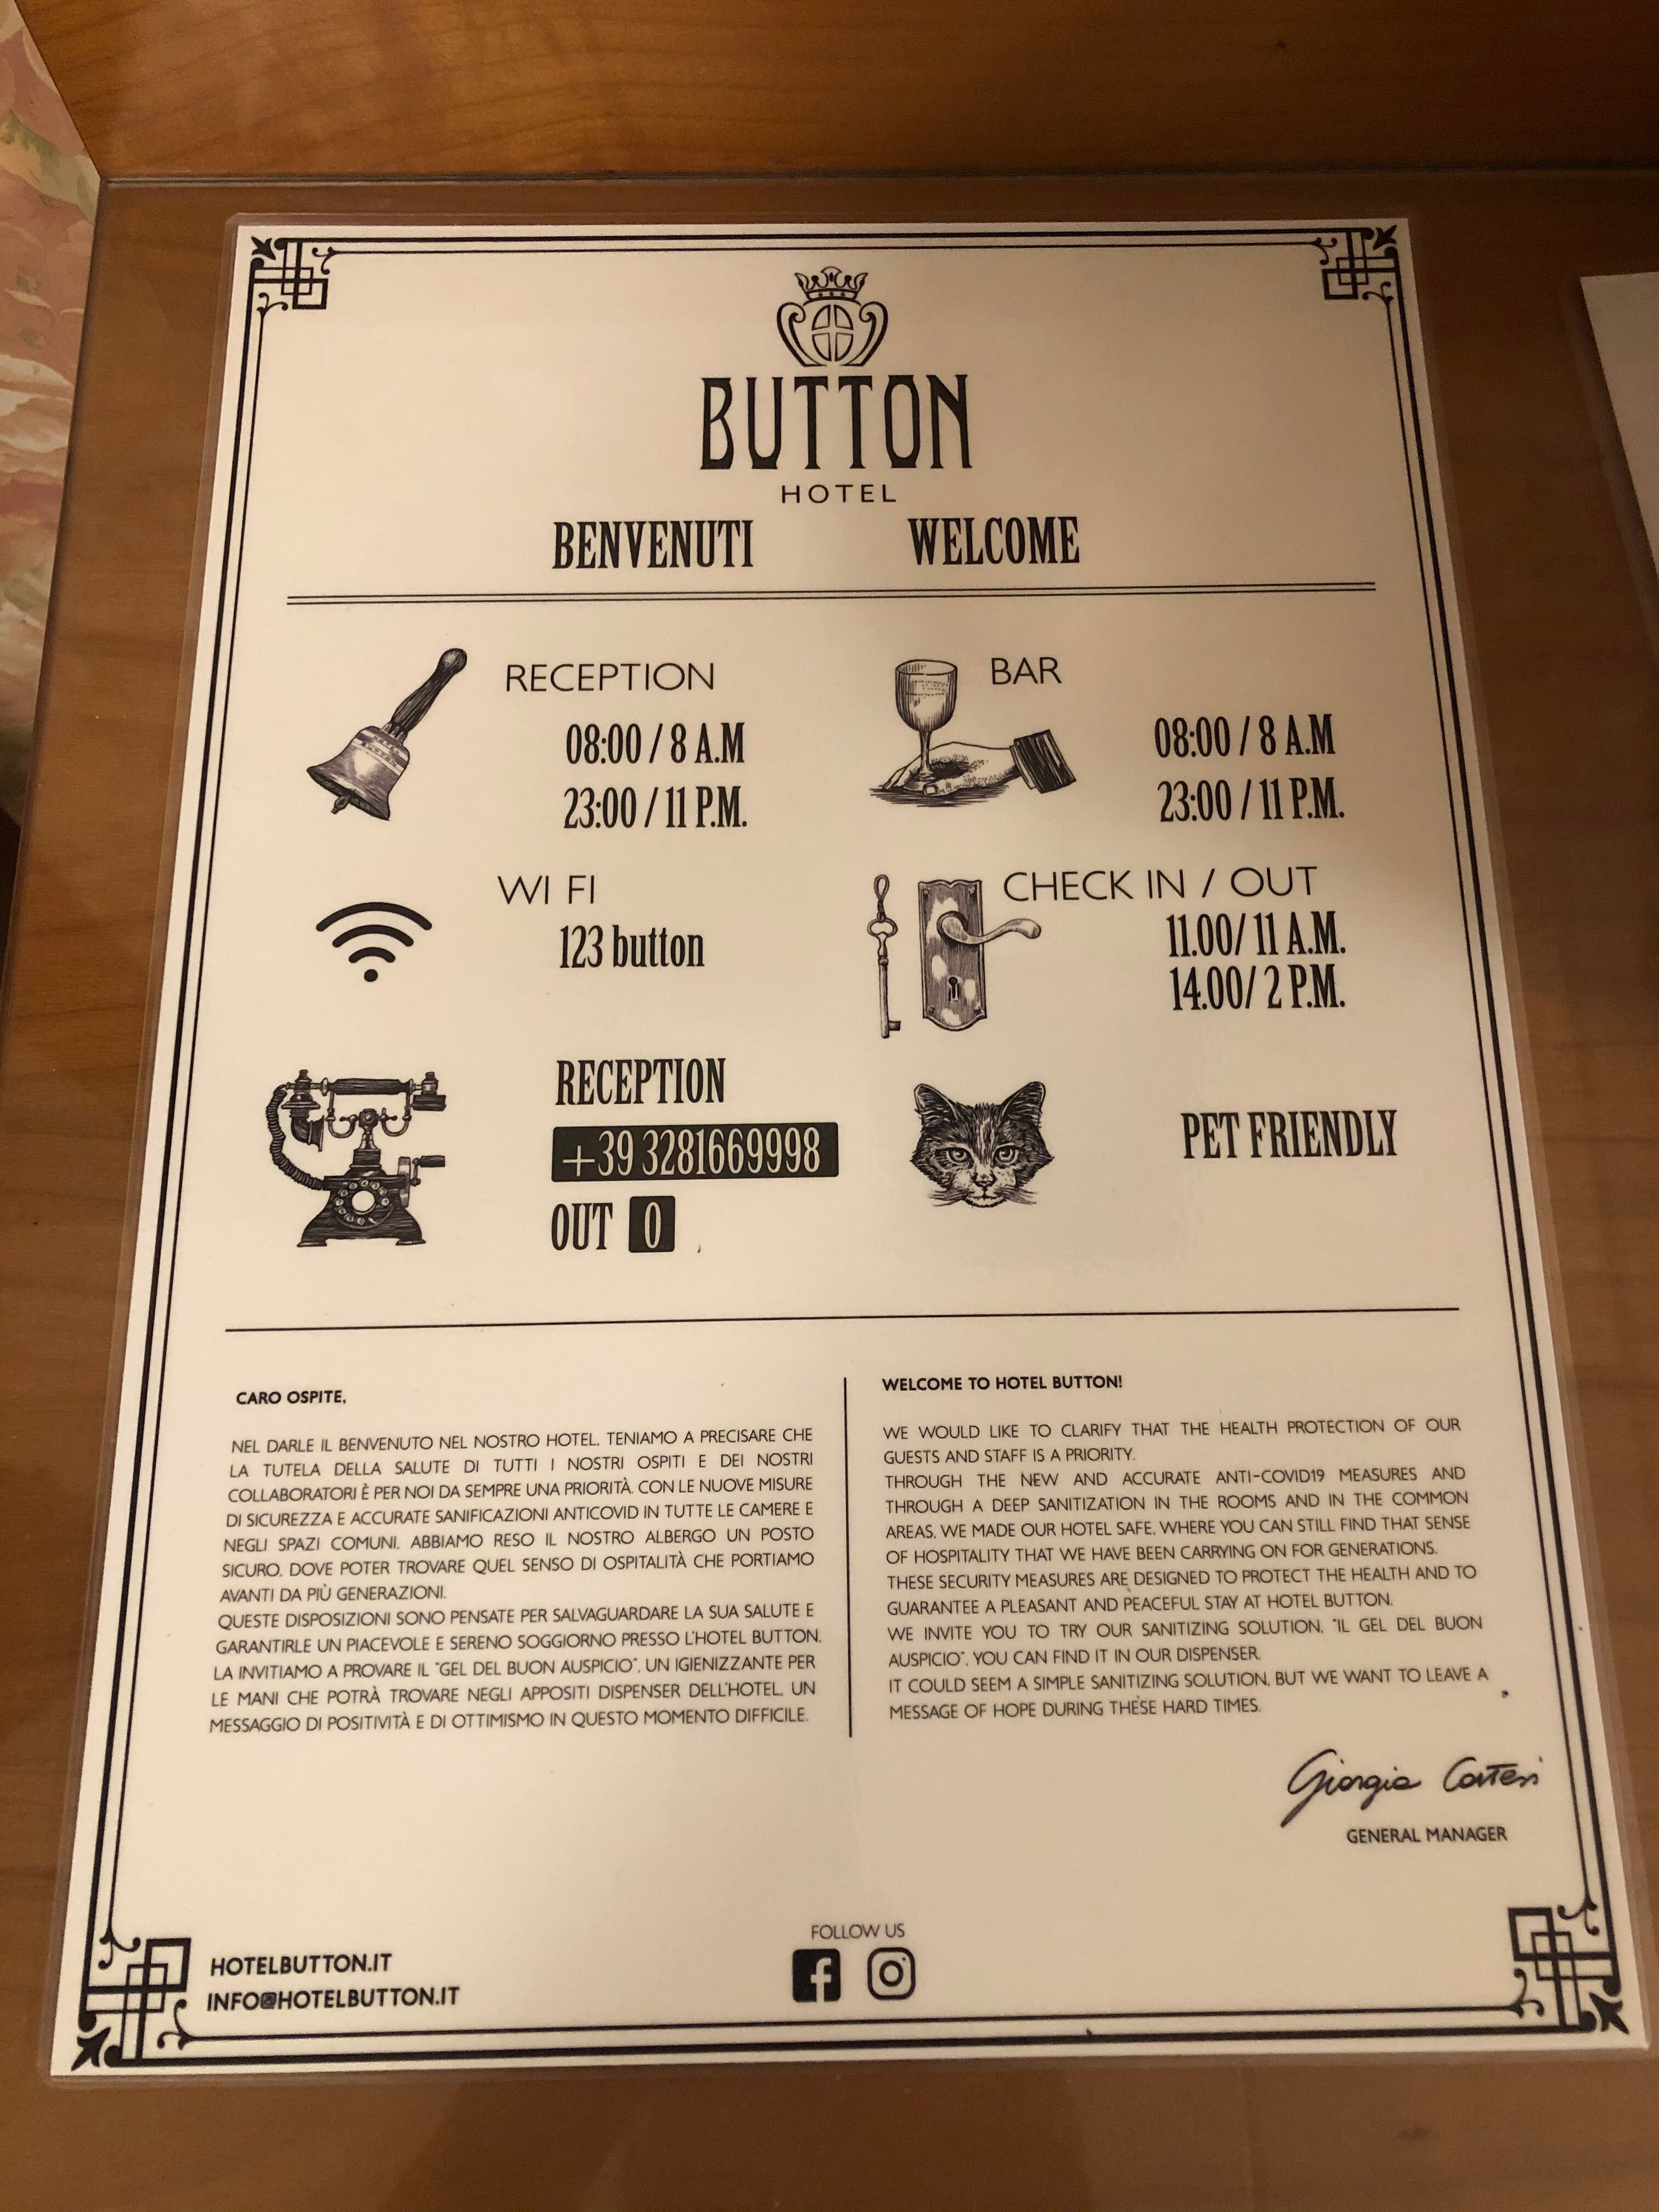 BUTTON
HOTEL
BENVENUTI WELCOME
RECEPTION
08:00 / 8 A.M
23:00 / 11 P.M.
BAR
08:00 / 8 A.M
23:00 / 11 P.M.
WI FI
123 button
CHECK IN / OUT
11.00/ 11 A.M.
14.00/ 2 P.M.
RECEPTION
+39 3281669998
OUT 0
PET FRIENDLY
CARO OSPITE,
NEL DARLE IL BENVENUTO NEL NOSTRO HOTEL, TENIAMO A PRECISARE CHE
LA TUTELA DELLA SALUTE DI TUTTI I NOSTRI OSPITI E DEI NOSTRI
COLLABORATORI È PER NOI DA SEMPRE UNA PRIORITÀ. CON LE NUOVE MISURE
DI SICUREZZA E ACCURATE SANIFICAZIONI ANTICOVID IN TUTTE LE CAMERE E
NEGLI SPAZI COMUNI, ABBIAMO RESO IL NOSTRO ALBERGO UN POSTO
SICURO, DOVE POTER TROVARE QUEL SENSO DI OSPITALITÀ CHE PORTIAMO
AVANTI DA PIÙ GENERAZIONI.
QUESTE DISPOSIZIONI SONO PENSATE PER SALVAGUARDARE LA SUA SALUTE E
GARANTIRLE UN PIACEVOLE E SERENO SOGGIORNO PRESSO L'HOTEL BUTTON.
LA INVITIAMO A PROVARE IL "GEL DEL BUON AUSPICIO", UN IGIENIZZANTE PER
LE MANI CHE POTRÀ TROVARE NEGLI APPOSITI DISPENSER DELL'HOTEL, UN
MESSAGGIO DI POSITIVITÀ E DI OTTIMISMO IN QUESTO MOMENTO DIFFICILE.
WELCOME TO HOTEL BUTTON!
WE WOULD LIKE TO CLARIFY THAT THE HEALTH PROTECTION OF OUR
GUESTS AND STAFF IS A PRIORITY.
THROUGH THE NEW AND ACCURATE ANTI-COVID19 MEASURES AND
THROUGH A DEEP SANITIZATION IN THE ROOMS AND IN THE COMMON
AREAS, WE MADE OUR HOTEL SAFE, WHERE YOU CAN STILL FIND THAT SENSE
OF HOSPITALITY THAT WE HAVE BEEN CARRYING ON FOR GENERATIONS.
THESE SECURITY MEASURES ARE DESIGNED TO PROTECT THE HEALTH AND TO
GUARANTEE A PLEASANT AND PEACEFUL STAY AT HOTEL BUTTON.
WE INVITE YOU TO TRY OUR SANITIZING SOLUTION, "IL GEL DEL BUON
AUSPICIO", YOU CAN FIND IT IN OUR DISPENSER.
IT COULD SEEM A SIMPLE SANITIZING SOLUTION, BUT WE WANT TO LEAVE A
MESSAGE OF HOPE DURING THESE HARD TIMES.
Giorgia Cortesi
GENERAL MANAGER
FOLLOW US
HOTELBUTTON.IT
INFO@HOTELBUTTON.IT